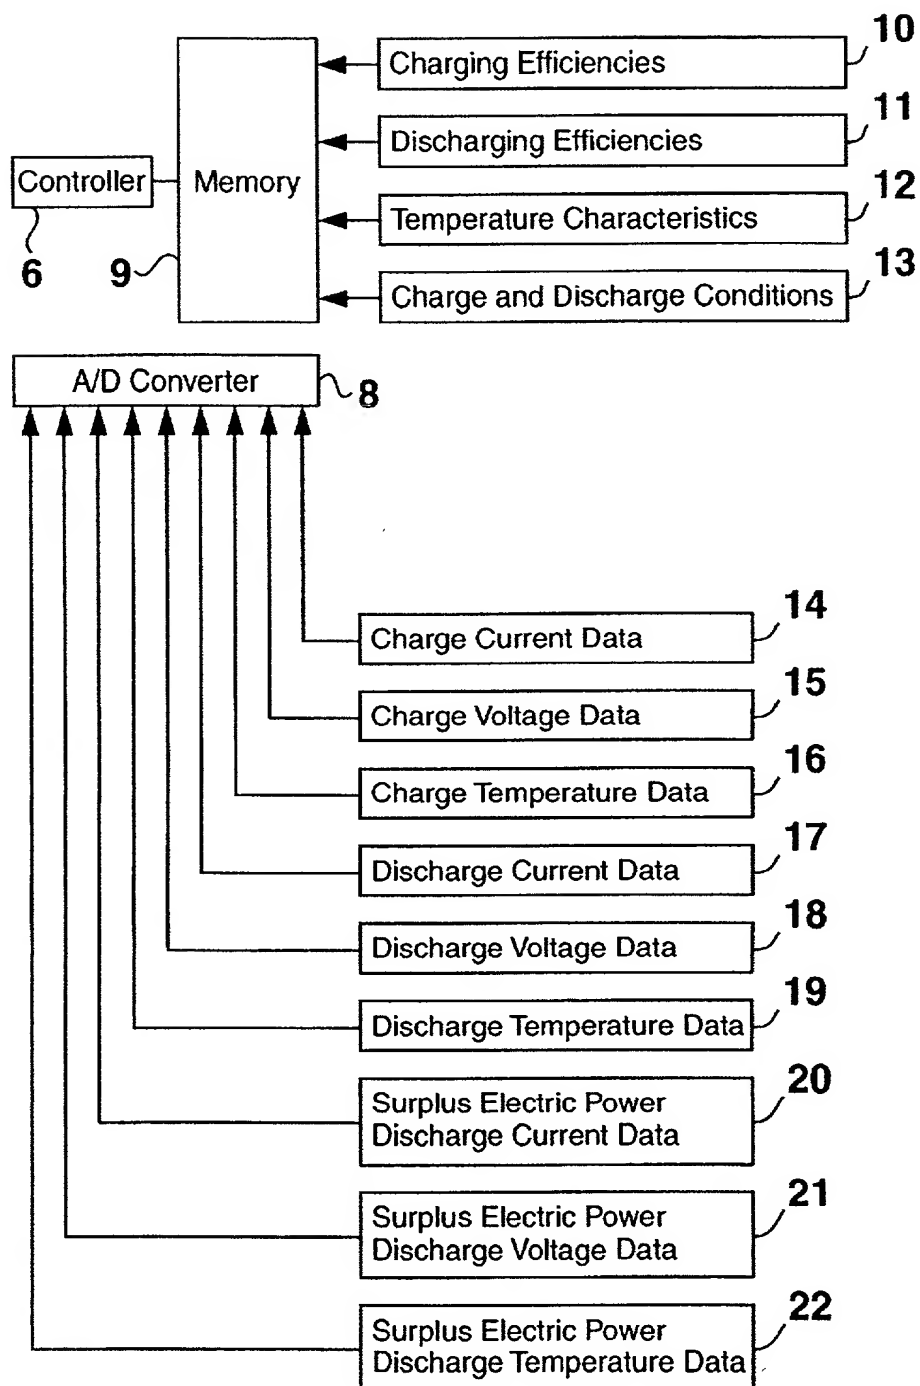 10
Charging Efficiencies
11
Discharging Efficiencies
Controller
Memory
12
Temperature Characteristics
6
9
13
Charge and Discharge Conditions
A/D Converter
8
14
Charge Current Data
15
Charge Voltage Data
16
Charge Temperature Data
17
Discharge Current Data
18
Discharge Voltage Data
19
Discharge Temperature Data
20
Surplus Electric Power
Discharge Current Data
21
Surplus Electric Power
Discharge Voltage Data
22
Surplus Electric Power
Discharge Temperature Data